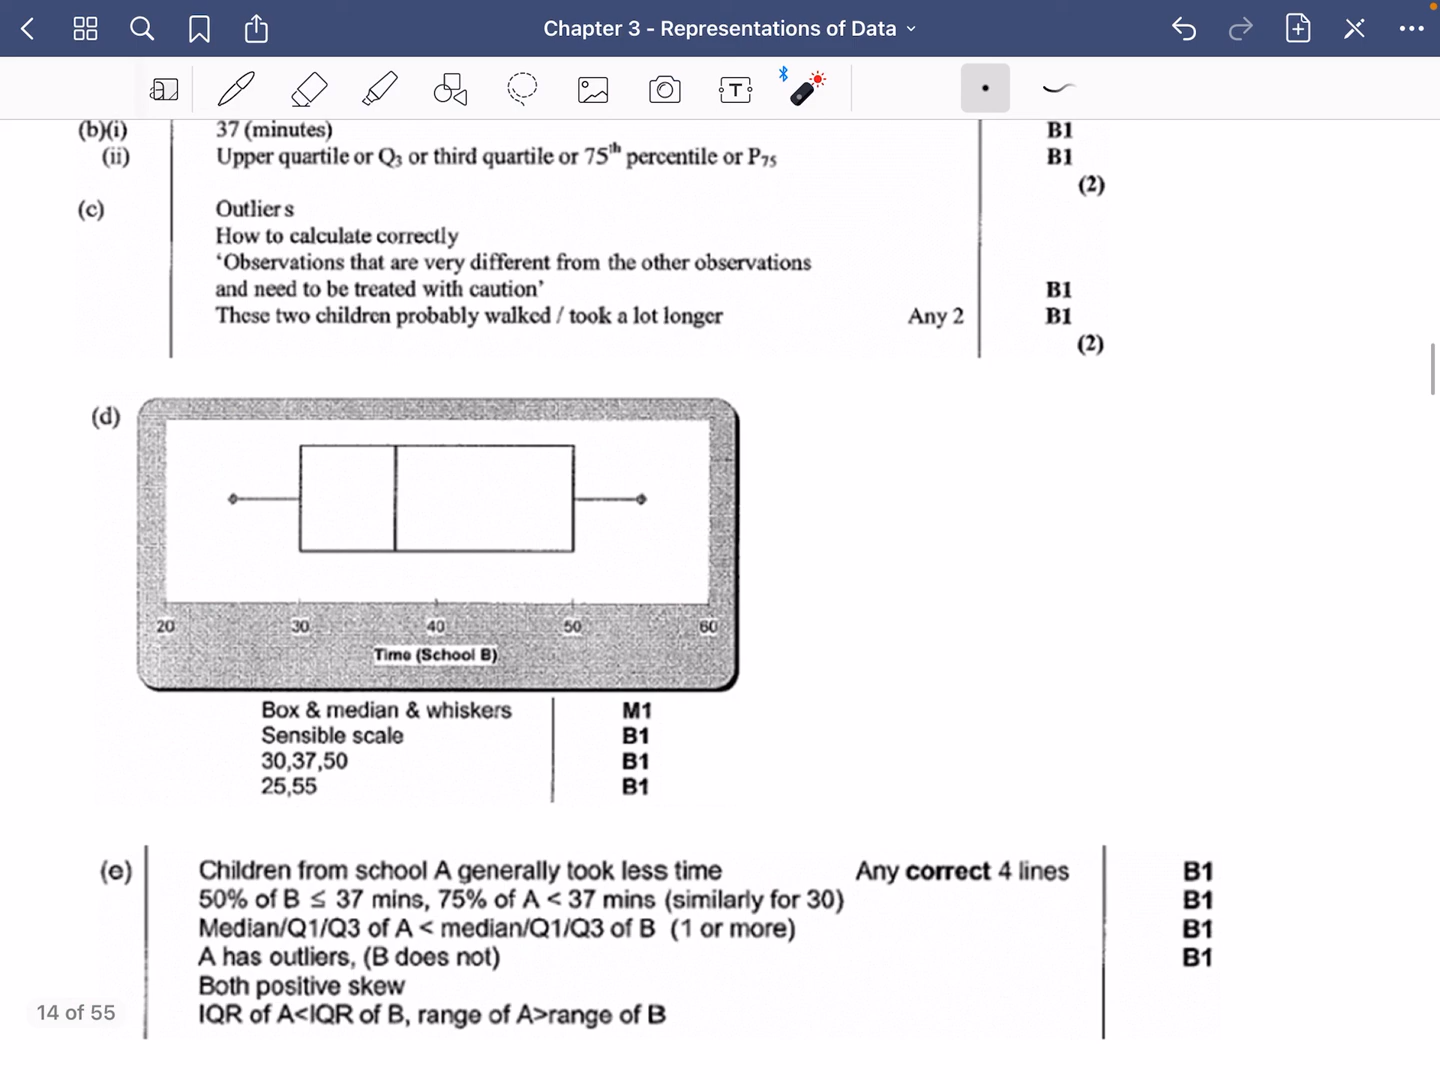 Chapter 3 - Representations of Data
(b)(i) 37 (minutes) B1
(ii) Upper quartile or Q3 or third quartile or 75th percentile or P75 B1
(2)
(c) Outliers
How to calculate correctly
‘Observations that are very different from the other observations
and need to be treated with caution’ B1
These two children probably walked / took a lot longer Any 2 B1
(2)
(d)
20 30 40 50 60
Time (School B)
Box & median & whiskers M1
Sensible scale B1
30,37,50 B1
25,55 B1
(e) Children from school A generally took less time Any correct 4 lines B1
50% of B ≤ 37 mins, 75% of A < 37 mins (similarly for 30) B1
Median/Q1/Q3 of A < median/Q1/Q3 of B (1 or more) B1
A has outliers, (B does not) B1
Both positive skew
IQR of A<IQR of B, range of A>range of B
14 of 55